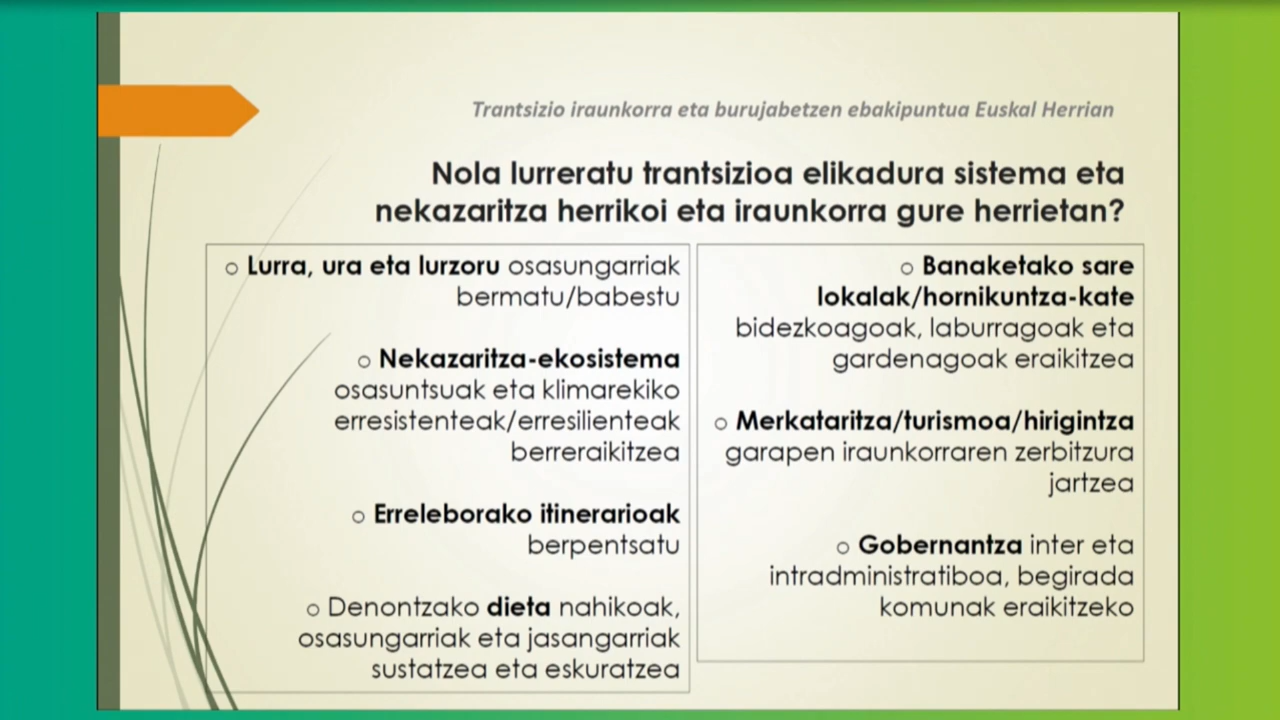 Trantsizio iraunkorra eta burujabetzen ebakipuntua Euskal Herrian
Nola lurreratu trantsizioa elikadura sistema eta
nekazaritza herrikoi eta iraunkorra gure herrietan?
o Lurra, ura eta lurzoru osasungarriak
bermatu/babestu
o Nekazaritza-ekosistema
osasuntsuak eta klimarekiko
erresistenteak/erresilienteak
berreraikitzea
o Erreleborako itinerarioak
berpentsatu
o Denontzako dieta nahikoak,
osasungarriak eta jasangarriak
sustatzea eta eskuratzea
o Banaketako sare
lokalak/hornikuntza-kate
bidezkoagoak, laburragoak eta
gardenagoak eraikitzea
o Merkataritza/turismoa/hirigintza
garapen iraunkorraren zerbitzura
jartzea
o Gobernantza inter eta
intradministratiboa, begirada
komunak eraikitzeko